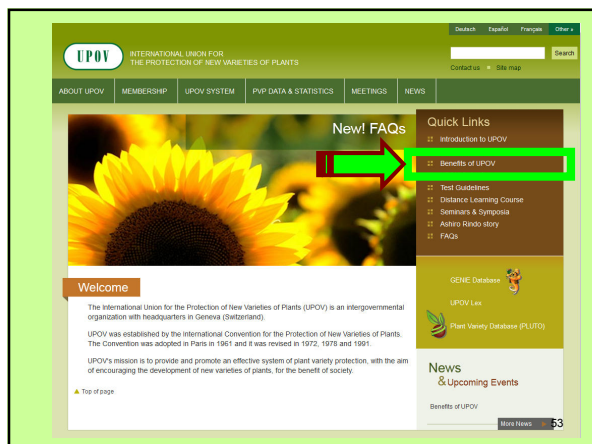 Deutsch Español Français Other »
UPOV
INTERNATIONAL UNION FOR
THE PROTECTION OF NEW VARIETIES OF PLANTS
Search
Contact us Site map
ABOUT UPOV MEMBERSHIP UPOV SYSTEM PVP DATA & STATISTICS MEETINGS NEWS
New! FAQs
Quick Links
Introduction to UPOV
Benefits of UPOV
Test Guidelines
Distance Learning Course
Seminars & Symposia
Ashiro Rindo story
FAQs
GENIE Database
UPOV Lex
Plant Variety Database (PLUTO)
Welcome
The International Union for the Protection of New Varieties of Plants (UPOV) is an intergovernmental
organization with headquarters in Geneva (Switzerland).
UPOV was established by the International Convention for the Protection of New Varieties of Plants.
The Convention was adopted in Paris in 1961 and it was revised in 1972, 1978 and 1991.
UPOV's mission is to provide and promote an effective system of plant variety protection, with the aim
of encouraging the development of new varieties of plants, for the benefit of society.
Top of page
News
& Upcoming Events
Benefits of UPOV
More News
53